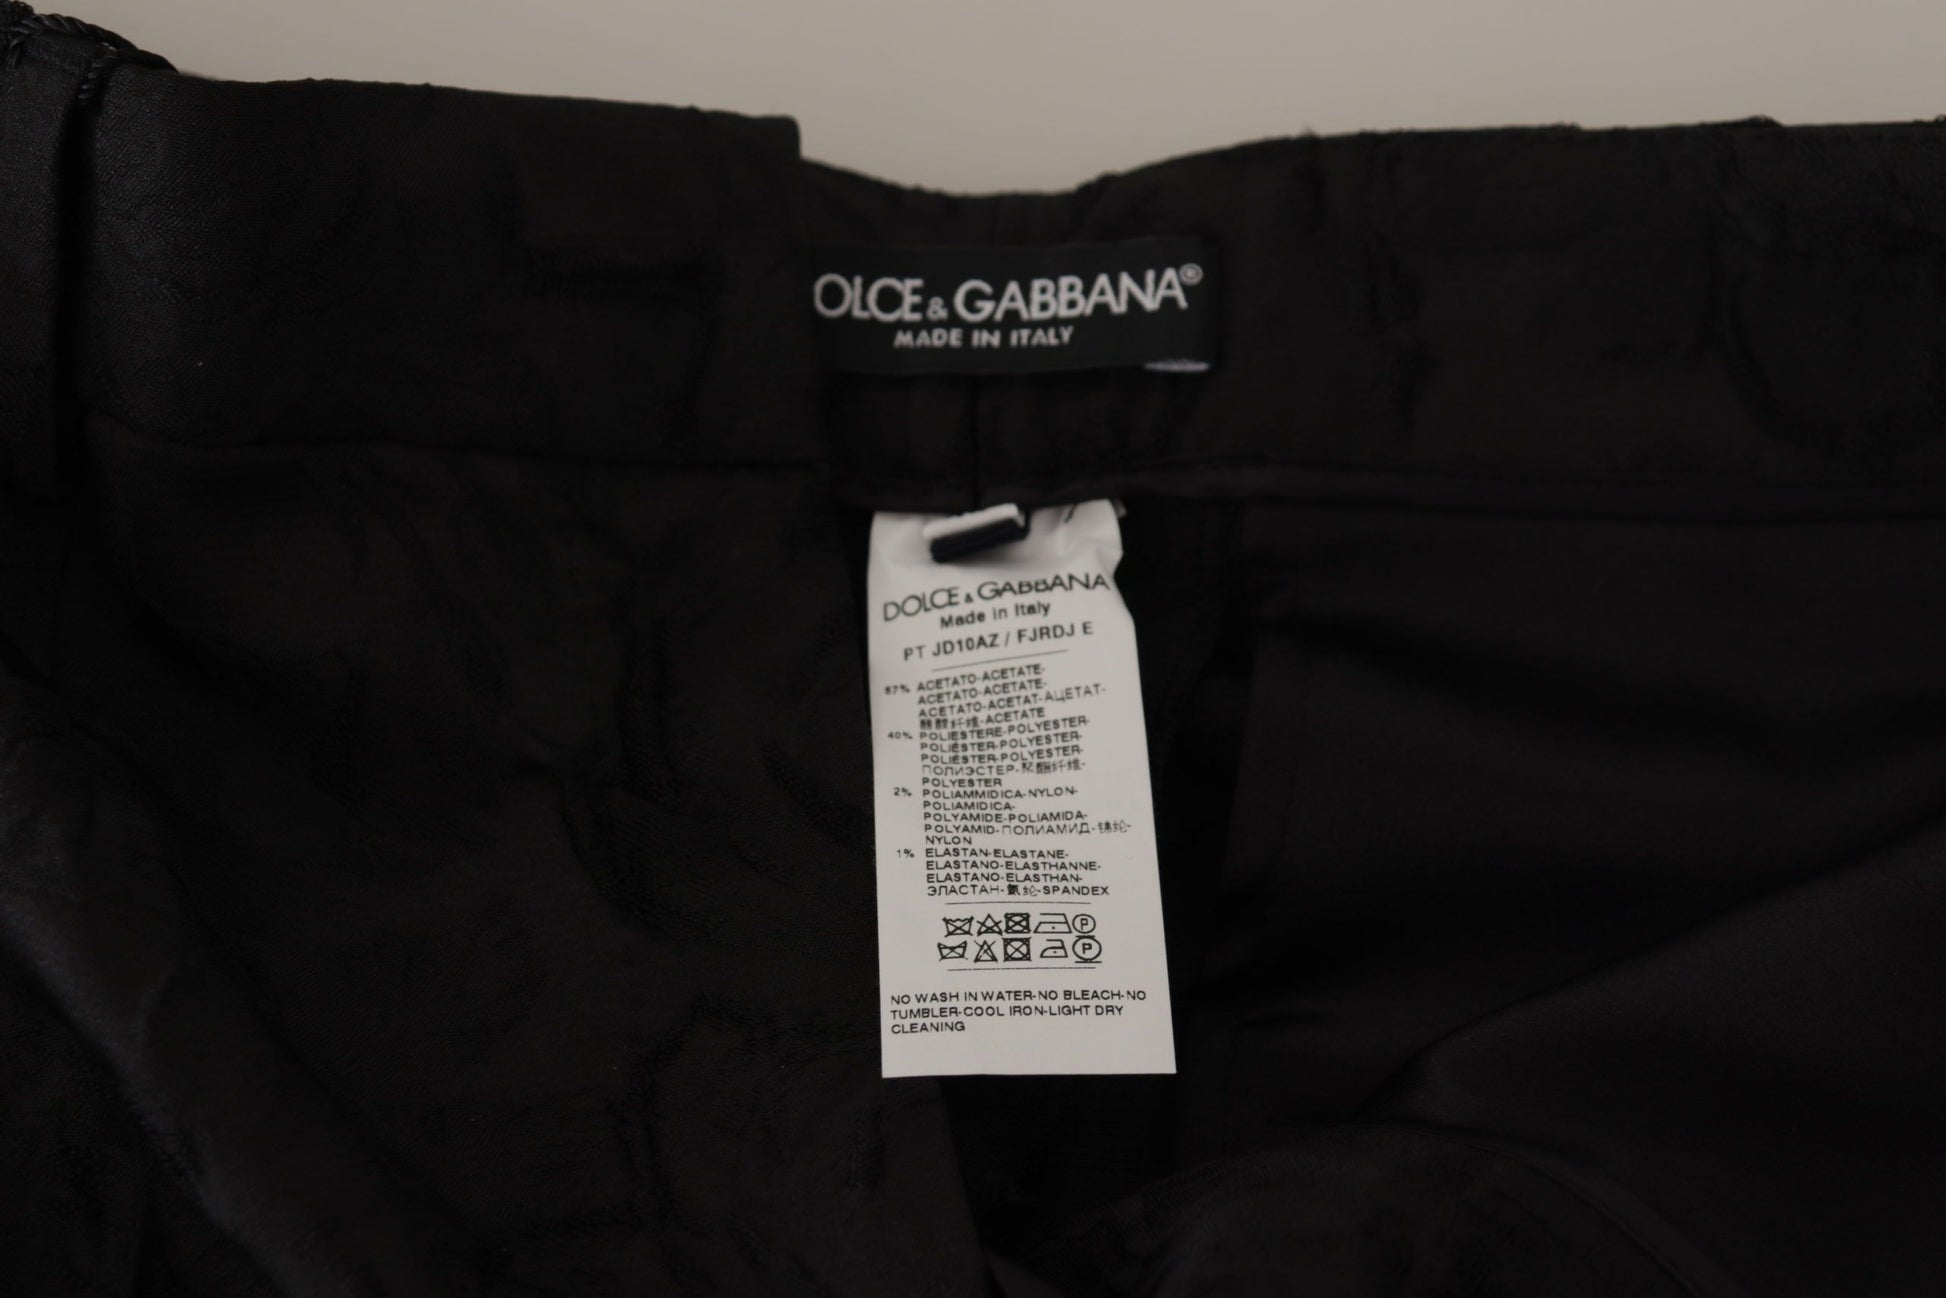 OLCE & GABBANA®
MADE IN ITALY
DOLCE & GABBANA
Made in Italy
PT JD10AZ / FJRDJ E
57% ACETATO-ACETATE-
ACETATO-ACETATE-
ACETATO-ACETAT-АЦЕТАТ-
醋酯纤维-ACETATE
40% POLIESTERE-POLYESTER-
POLIÉSTER-POLYESTER-
POLIÉSTER-POLYESTER-
ПОЛИЭСТЕР-聚酯纤维-
POLYESTER
2% POLIAMMIDICA-NYLON-
POLIAMIDICA-
POLYAMIDE-POLIAMIDA-
POLYAMID-ПОЛИАМИД-锦纶-
NYLON
1% ELASTAN-ELASTANE-
ELASTANO-ELASTHANNE-
ELASTANO-ELASTHAN-
ЭЛАСТАН-氨纶-SPANDEX
P
P
NO WASH IN WATER-NO BLEACH-NO
TUMBLER-COOL IRON-LIGHT DRY
CLEANING